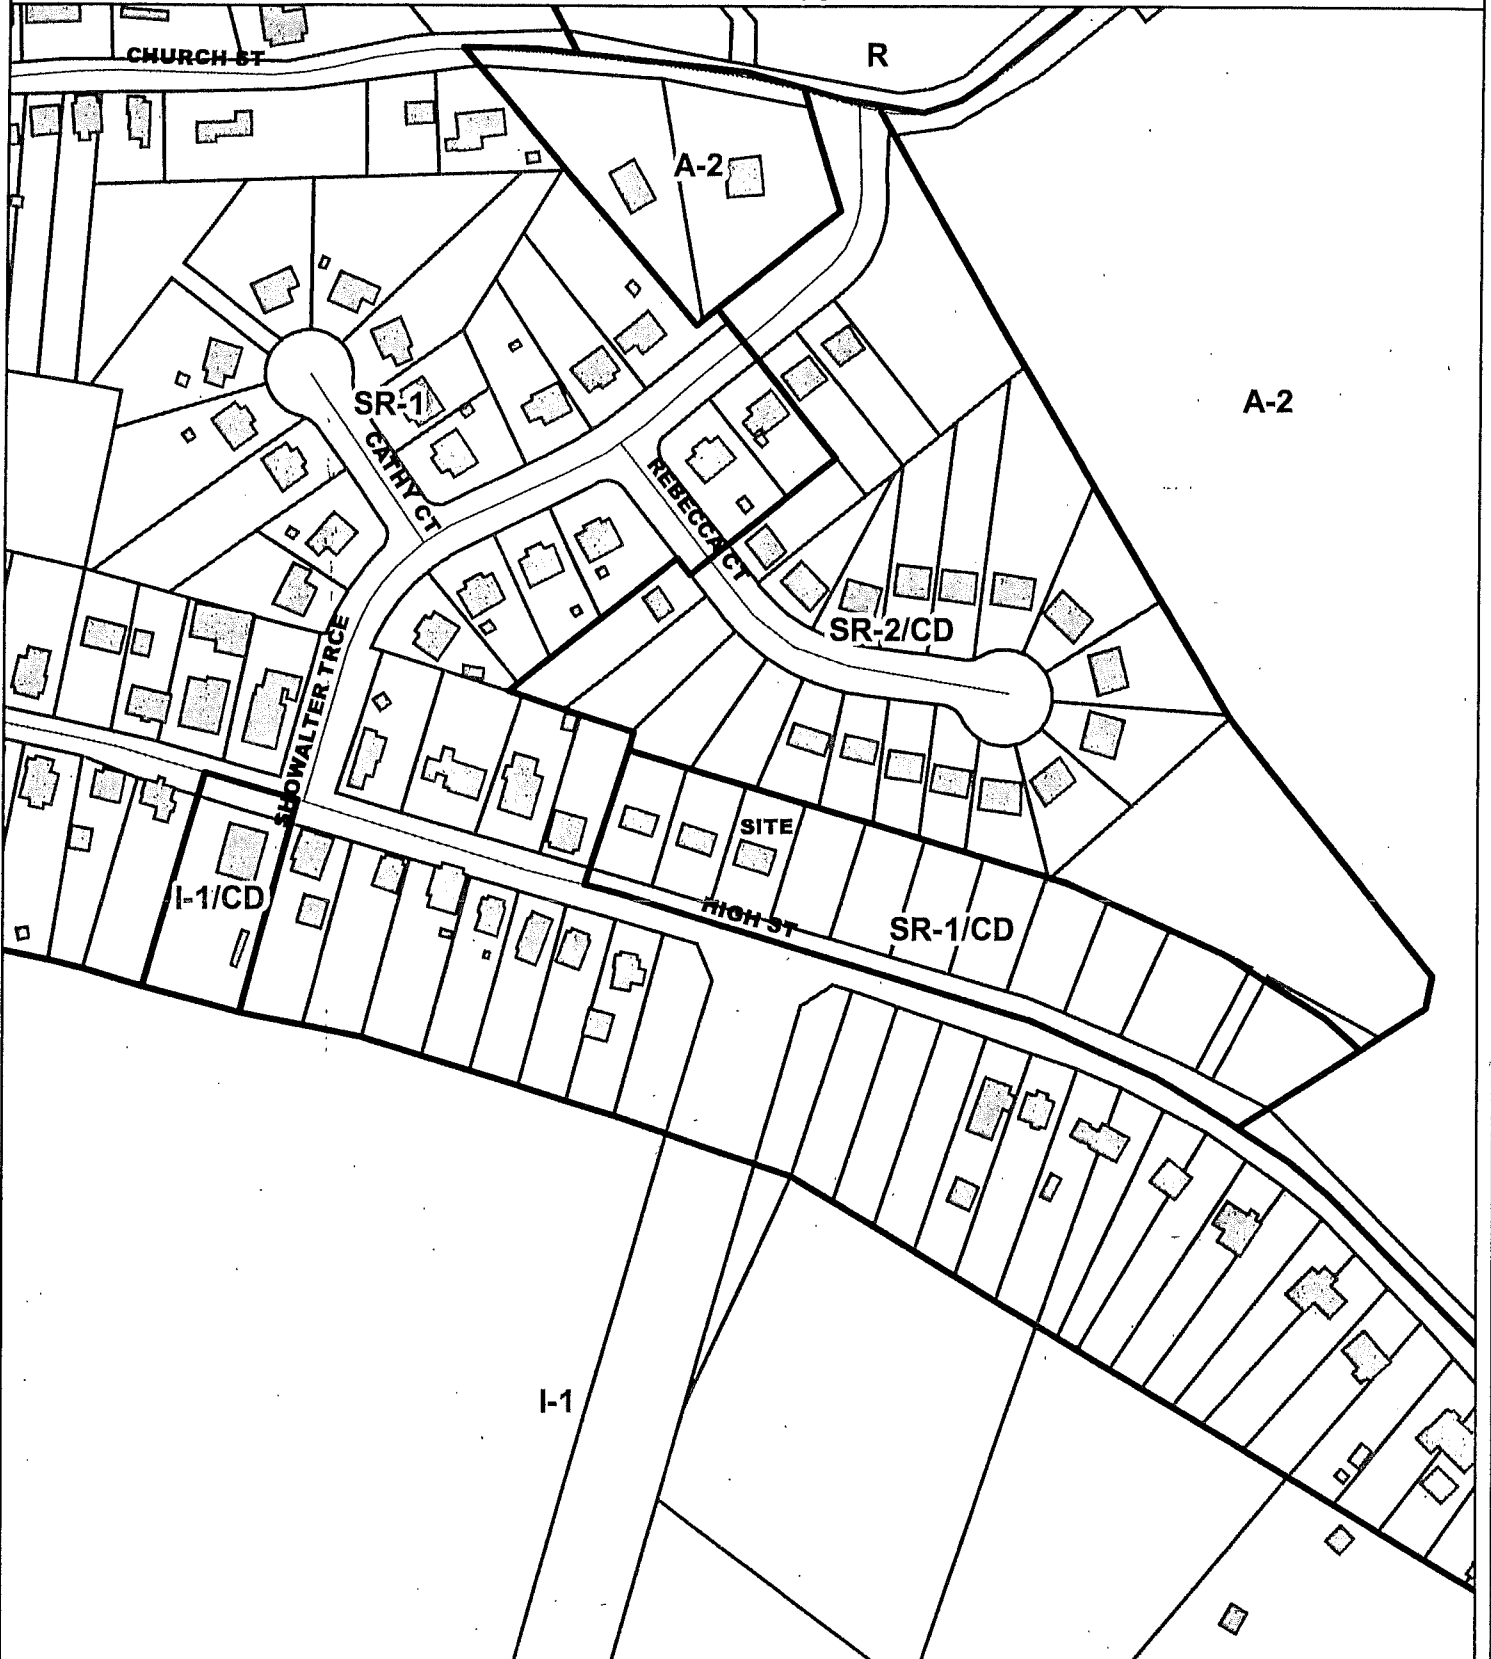 CHURCH ST
R
A-2
A-2
SR-1
CATHY CT
REBECCA CT
SR-2/CD
SHOWALTER TRCE
SITE
I-1/CD
HIGH ST
SR-1/CD
I-1